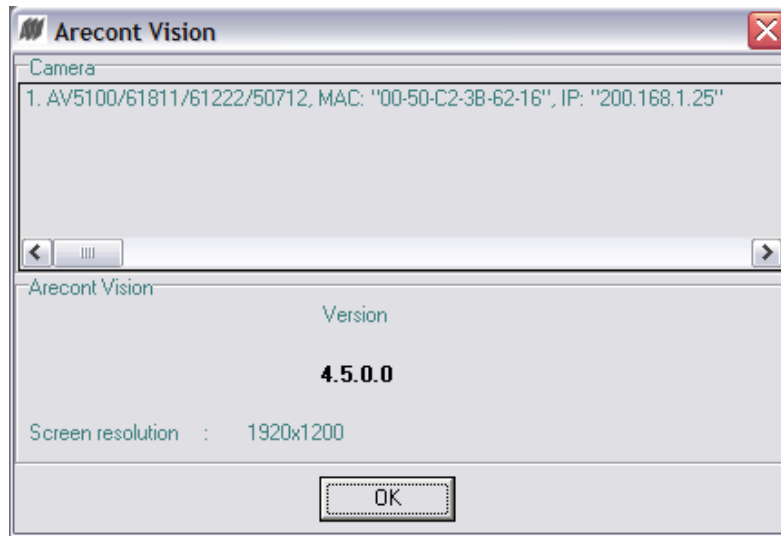 Arecont Vision
Camera
1. AV5100/61811/61222/50712, MAC: "00-50-C2-3B-62-16", IP: "200.168.1.25"
Arecont Vision
Version
4.5.0.0
Screen resolution : 1920x1200
OK